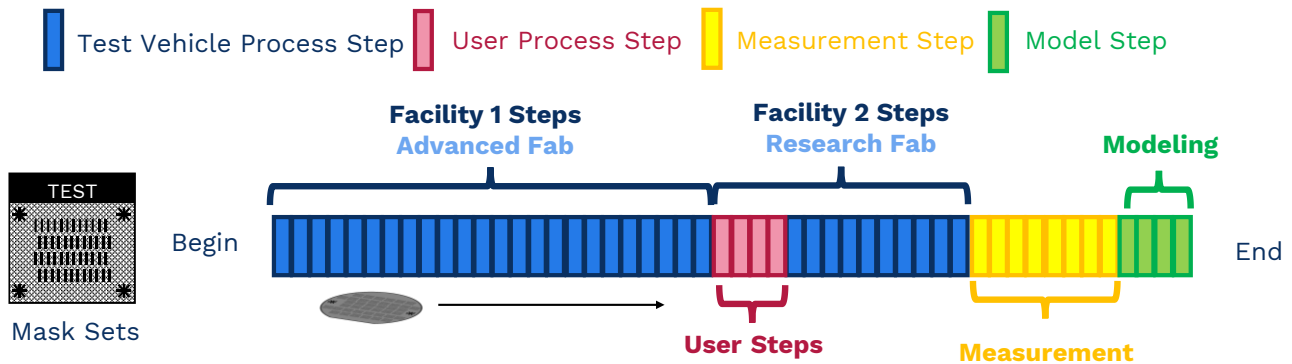 Test Vehicle Process Step
User Process Step
Measurement Step
Model Step
Facility 1 Steps
Advanced Fab
Facility 2 Steps
Research Fab
Modeling
TEST
Begin
End
Mask Sets
User Steps
Measurement